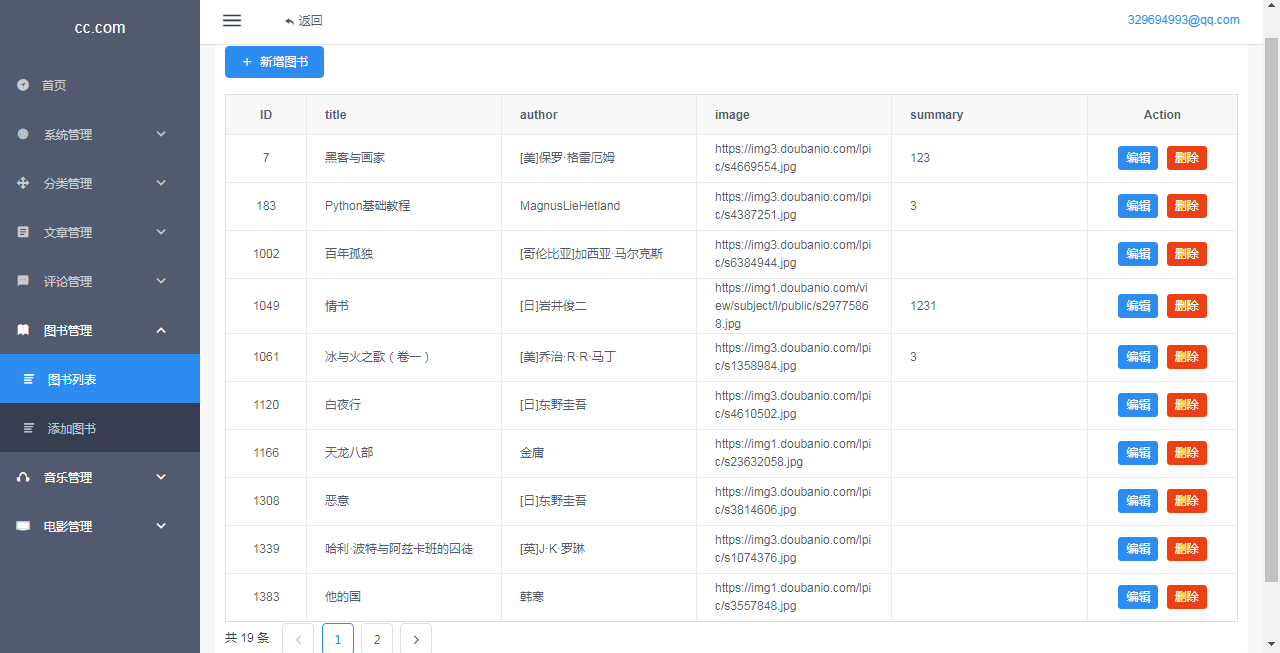 cc.com
返回
329694993@qq.com
首页
系统管理
分类管理
文章管理
评论管理
图书管理
图书列表
添加图书
音乐管理
电影管理
+ 新增图书
ID title author image summary Action
7 黑客与画家 [美]保罗·格雷厄姆 https://img3.doubanio.com/lpi 123 编辑 删除
c/s4669554.jpg
183 Python基础教程 MagnusLieHetland https://img3.doubanio.com/lpi 3 编辑 删除
c/s4387251.jpg
1002 百年孤独 [哥伦比亚]加西亚·马尔克斯 https://img3.doubanio.com/lpi 编辑 删除
c/s6384944.jpg
1049 情书 [日]岩井俊二 https://img1.doubanio.com/vi 1231 编辑 删除
ew/subject/l/public/s2977586
8.jpg
1061 冰与火之歌（卷一） [美]乔治·R·R·马丁 https://img3.doubanio.com/lpi 3 编辑 删除
c/s1358984.jpg
1120 白夜行 [日]东野圭吾 https://img3.doubanio.com/lpi 编辑 删除
c/s4610502.jpg
1166 天龙八部 金庸 https://img1.doubanio.com/lpi 编辑 删除
c/s23632058.jpg
1308 恶意 [日]东野圭吾 https://img3.doubanio.com/lpi 编辑 删除
c/s3814606.jpg
1339 哈利·波特与阿兹卡班的囚徒 [英]J·K·罗琳 https://img3.doubanio.com/lpi 编辑 删除
c/s1074376.jpg
1383 他的国 韩寒 https://img1.doubanio.com/lpi 编辑 删除
c/s3557848.jpg
共 19 条 < 1 2 >